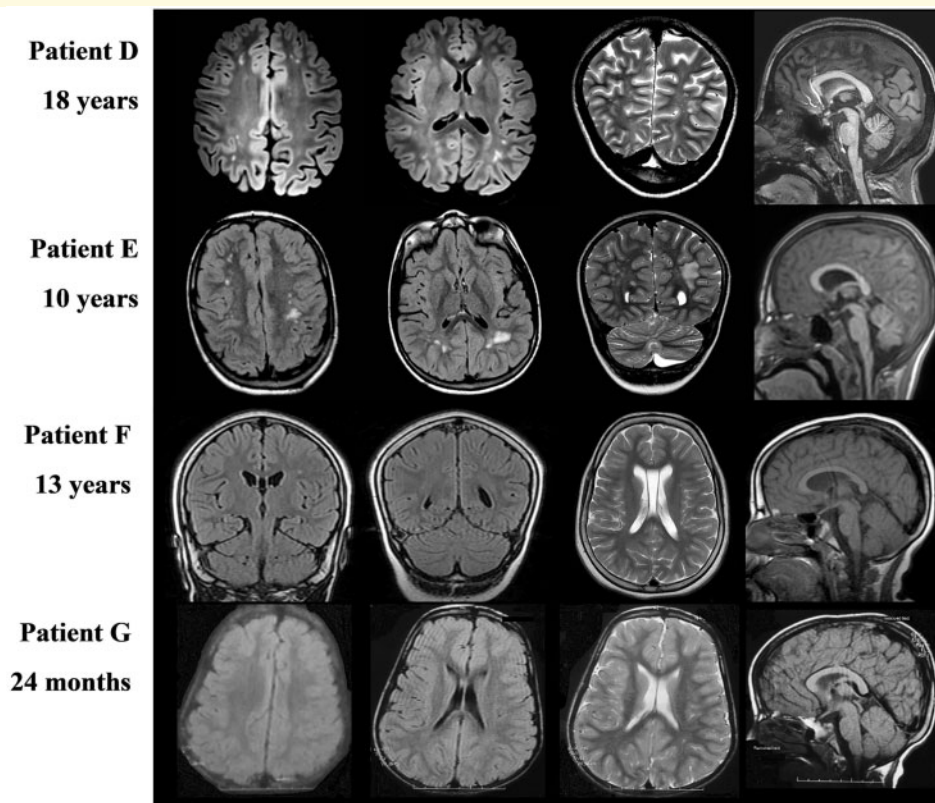 Patient D
18 years
Patient E
10 years
Patient F
13 years
Patient G
24 months